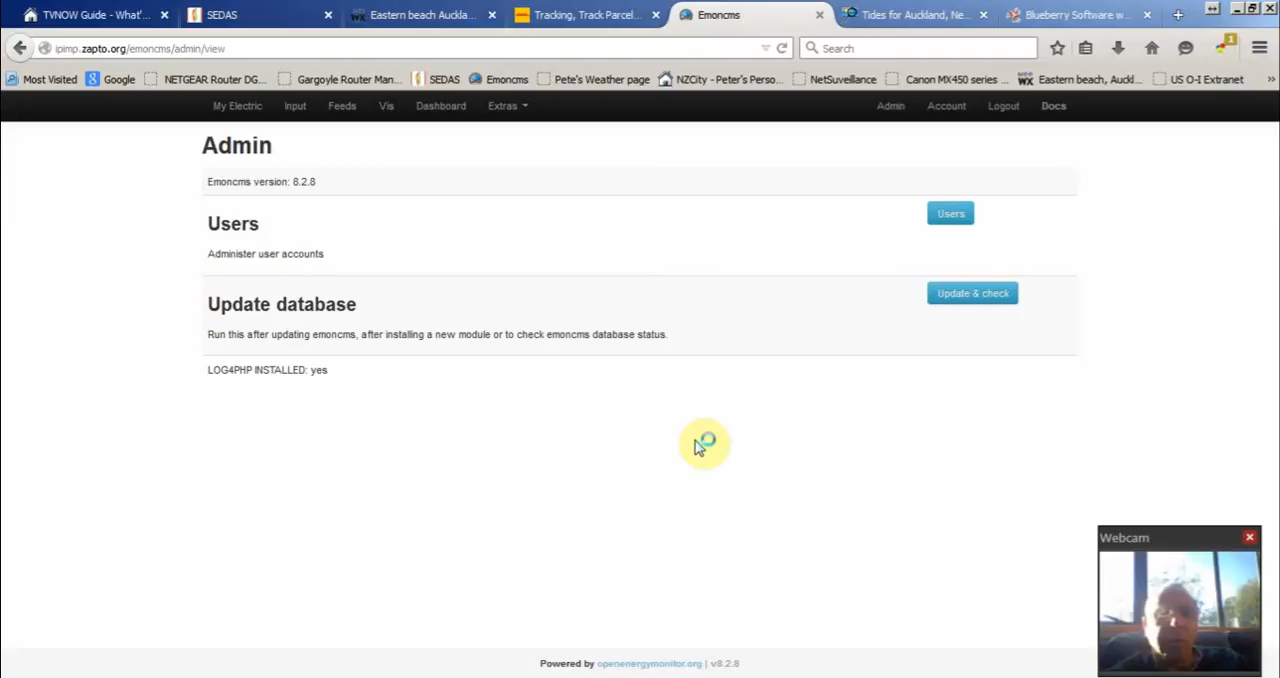 TVNOW Guide - What'...
SEDAS
Eastern beach Auckla...
Tracking, Track Parcel...
Emoncms
Tides for Auckland, Ne...
Blueberry Software w...
ipimp.zapto.org/emoncms/admin/view
Search
1
Most Visited
Google
NETGEAR Router DG...
Gargoyle Router Man...
SEDAS
Emoncms
Pete's Weather page
NZCity - Peter's Perso...
NetSuveillance
Canon MX450 series ...
Eastern beach, Auckl...
US O-I Extranet
My Electric
Input
Feeds
Vis
Dashboard
Extras
Admin
Account
Logout
Docs
Admin
Emoncms version: 8.2.8
Users
Users
Administer user accounts
Update database
Update & check
Run this after updating emoncms, after installing a new module or to check emoncms database status.
LOG4PHP INSTALLED: yes
Webcam
Powered by openenergymonitor.org | v8.2.8